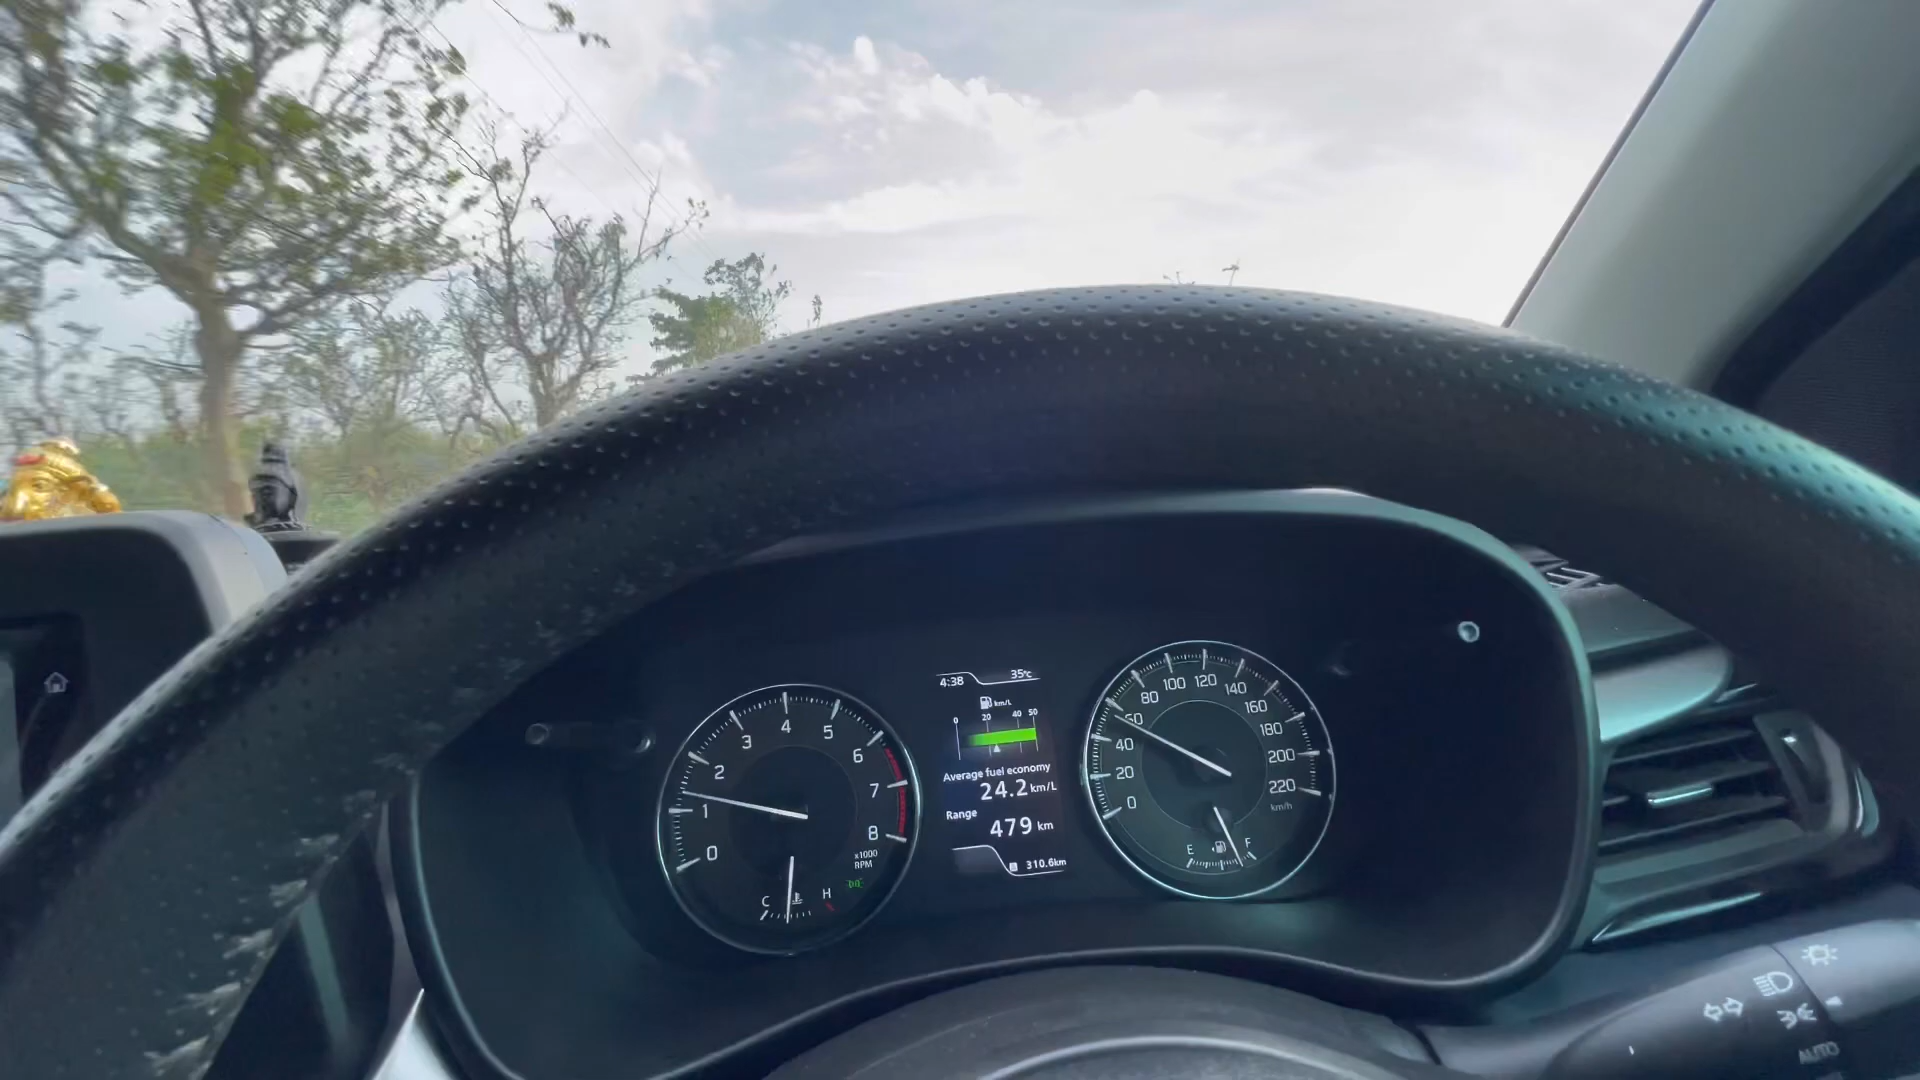 4:38 35°C
km/L
0 20 40 50
Average fuel economy
24.2 km/L
Range
479 km
A 310.6km
0 1 2 3 4 5 6 7 8
x1000
RPM
C H
0 20 40 60 80 100 120 140 160 180 200 220
km/h
E F
AUTO